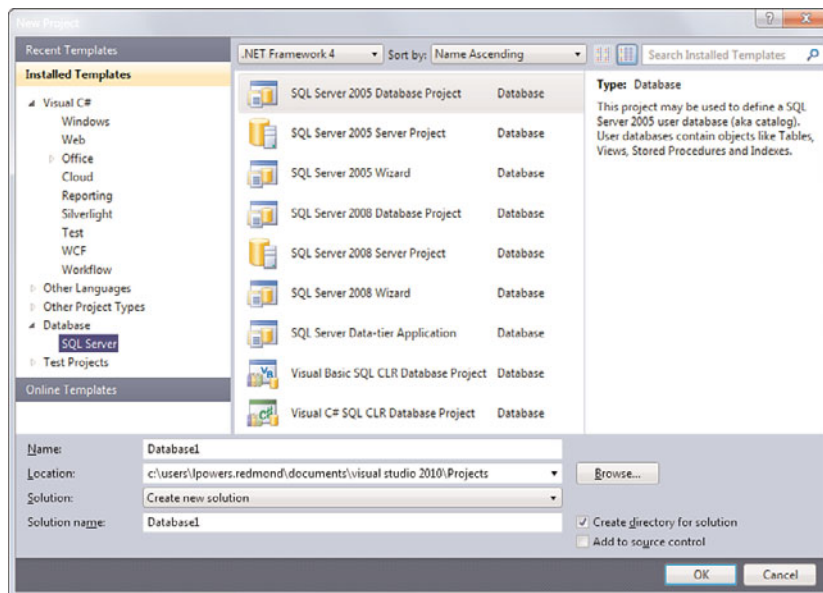 New Project
Recent Templates
Installed Templates
Visual C#
Windows
Web
Office
Cloud
Reporting
Silverlight
Test
WCF
Workflow
Other Languages
Other Project Types
Database
SQL Server
Test Projects
Online Templates
.NET Framework 4 Sort by: Name Ascending Search Installed Templates
SQL Server 2005 Database Project Database
SQL Server 2005 Server Project Database
SQL Server 2005 Wizard Database
SQL Server 2008 Database Project Database
SQL Server 2008 Server Project Database
SQL Server 2008 Wizard Database
SQL Server Data-tier Application Database
Visual Basic SQL CLR Database Project Database
Visual C# SQL CLR Database Project Database
Type: Database
This project may be used to define a SQL
Server 2005 user database (aka catalog).
User databases contain objects like Tables,
Views, Stored Procedures and Indexes.
Name: Database1
Location: c:\users\lpowers.redmond\documents\visual studio 2010\Projects Browse...
Solution: Create new solution
Solution name: Database1
Create directory for solution
Add to source control
OK Cancel